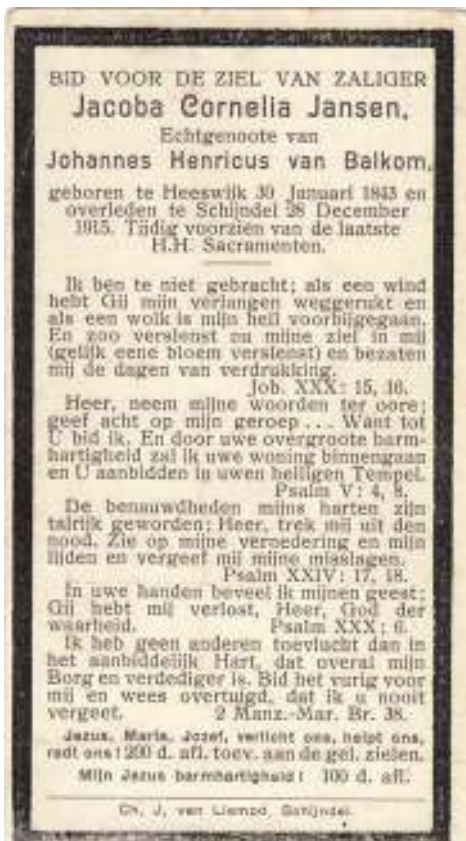 BID VOOR DE ZIEL VAN ZALIGER
Jacoba Cornelia Jansen,
Echtgenoote van
Johannes Henricus van Balkom,
geboren te Heeswijk 30 Januari 1843 en
overleden te Schijndel 28 December
1915. Tijdig voorzien van de laatste
H.H. Sacramenten.
Ik ben te niet gebracht; als een wind
hebt Gij mijn verlangen weggerukt en
als een wolk is mijn heil voorbijgegaan.
En zoo verslenst nu mijne ziel in mij
(gelijk eene bloem verslenst) en bezaten
mij de dagen van verdrukking.
Job. XXX: 15, 16.
Heer, neem mijne woorden ter oore;
geef acht op mijn geroep... Want tot
U bid ik. En door uwe overgroote barm-
hartigheid zal ik uwe woning binnengaan
en U aanbidden in uwen heiligen Tempel.
Psalm V: 4, 8.
De benauwdheden mijns harten zijn
talrijk geworden; Heer, trek mij uit den
nood. Zie op mijne vernedering en mijn
lijden en vergeef mij mijne misslagen.
Psalm XXIV: 17, 18.
In uwe handen beveel ik mijnen geest;
Gij hebt mij verlost, Heer, God der
waarheid. Psalm XXX: 6.
Ik heb geen anderen toevlucht dan in
het aanbiddelijk Hart, dat overal mijn
Borg en verdediger is. Bid het vurig voor
mij en wees overtuigd, dat ik u nooit
vergeet. 2 Manz.-Mar. Br. 38.
Jezus, Maria, Jozef, verlicht ons, helpt ons,
redt ons! 200 d. afl. toev. aan de gel. zielen.
Mijn Jezus barmhartigheid! 100 d. afl.
Ch. J. van Liempd, Schijndel.